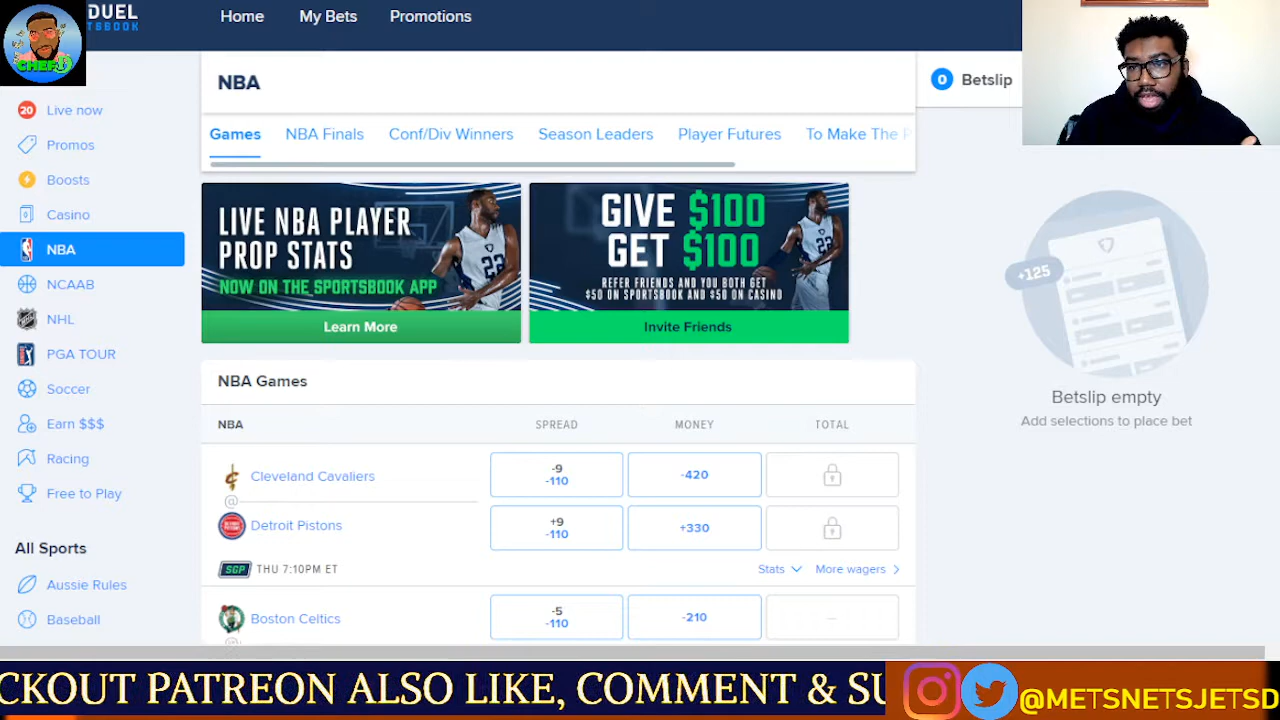 DUEL
TSBOOK
CHEF
Home
My Bets
Promotions
NBA
0 Betslip
20 Live now
Promos
Boosts
Casino
NBA
NCAAB
NHL
PGA TOUR
Soccer
Earn $$$
Racing
Free to Play
All Sports
Aussie Rules
Baseball
Games
NBA Finals
Conf/Div Winners
Season Leaders
Player Futures
To Make The P
LIVE NBA PLAYER
PROP STATS
NOW ON THE SPORTSBOOK APP
Learn More
GIVE $100
GET $100
REFER FRIENDS AND YOU BOTH GET
$50 ON SPORTSBOOK AND $50 ON CASINO
Invite Friends
NBA Games
NBA SPREAD MONEY TOTAL
Cleveland Cavaliers
-9
-110
-420
@
Detroit Pistons
+9
-110
+330
SGP THU 7:10PM ET
Stats
More wagers
Boston Celtics
-5
-110
-210
+125
Betslip empty
Add selections to place bet
CKOUT PATREON ALSO LIKE, COMMENT & SU
@METSNETSJETSD